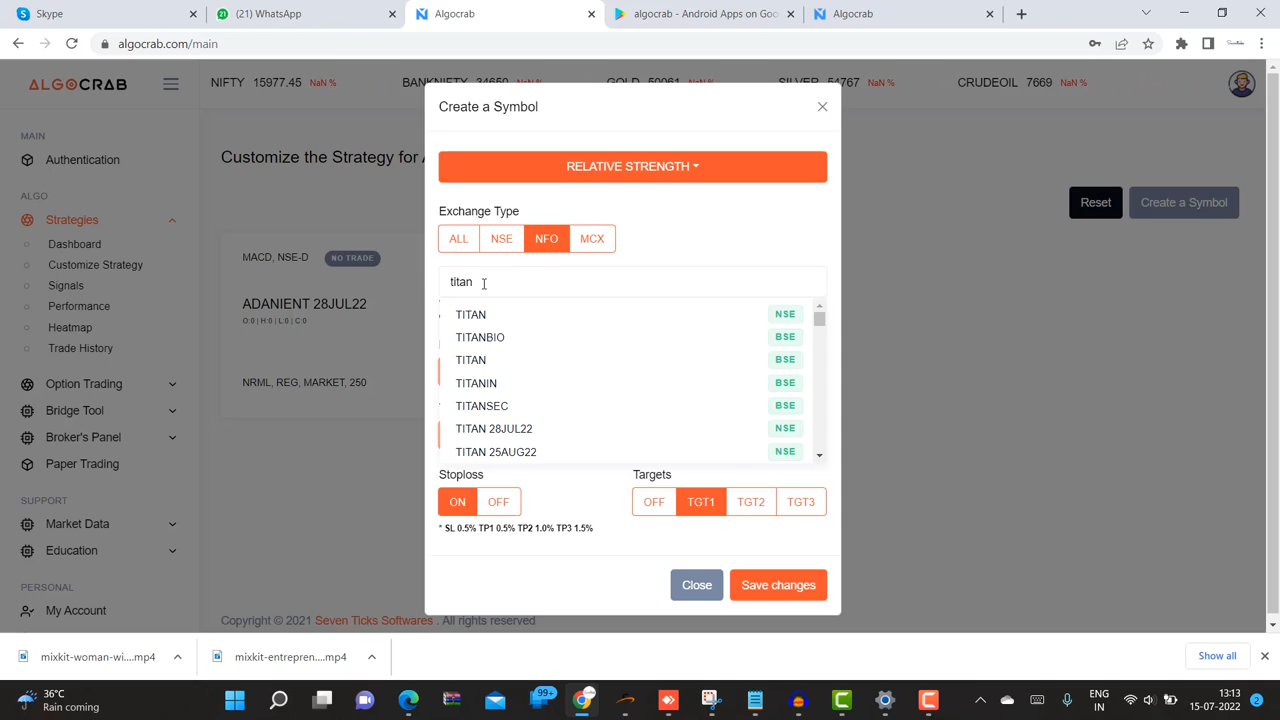 Skype
(21) WhatsApp
Algocrab
algocrab - Android Apps on Goo
Algocrab
algocrab.com/main
ALGOCRAB
NIFTY 15977.45 NaN %
BANKNIFTY 34650 NaN %
GOLD 50061 NaN %
SILVER 54767 NaN %
CRUDEOIL 7669 NaN %
MAIN
Authentication
ALGO
Strategies
Dashboard
Customize Strategy
Signals
Performance
Heatmap
Trade History
Option Trading
Bridge Tool
Broker's Panel
Paper Trading
SUPPORT
Market Data
Education
PERSONAL
My Account
Customize the Strategy for A
Reset
Create a Symbol
MACD, NSE-D NO TRADE
ADANIENT 28JUL22
O:0 | H:0 | L:0 | C:0
NRML, REG, MARKET, 250
Create a Symbol
RELATIVE STRENGTH
Exchange Type
ALL NSE NFO MCX
titan
TITAN NSE
TITANBIO BSE
TITAN BSE
TITANIN BSE
TITANSEC BSE
TITAN 28JUL22 NSE
TITAN 25AUG22 NSE
Stoploss
ON OFF
Targets
OFF TGT1 TGT2 TGT3
* SL 0.5% TP1 0.5% TP2 1.0% TP3 1.5%
Close
Save changes
Copyright © 2021 Seven Ticks Softwares . All rights reserved
mixkit-woman-wi....mp4
mixkit-entrepren....mp4
Show all
36°C
Rain coming
99+
ENG
IN
13:13
15-07-2022
2